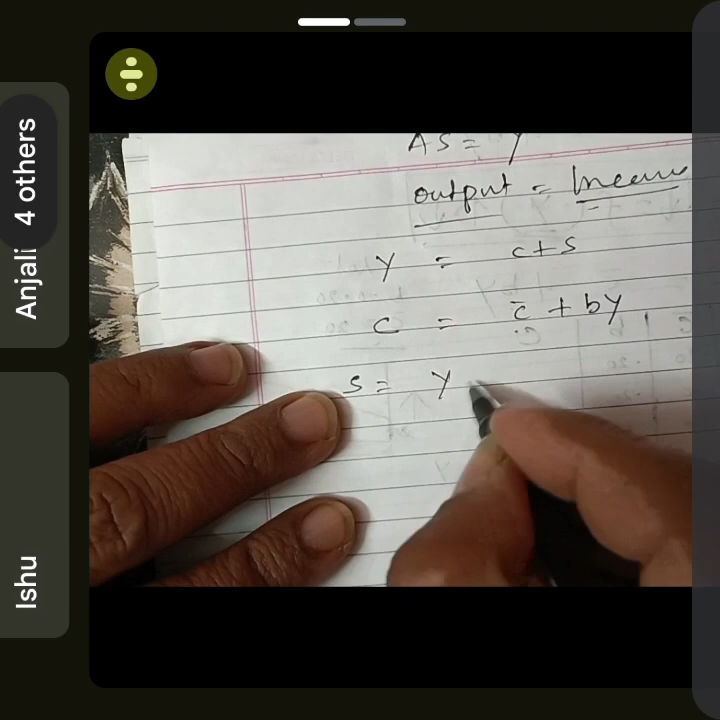 AS = Y
output = Income
Y = C+S
C = C̄ + bY
S = Y
4 others
Anjali
Ishu